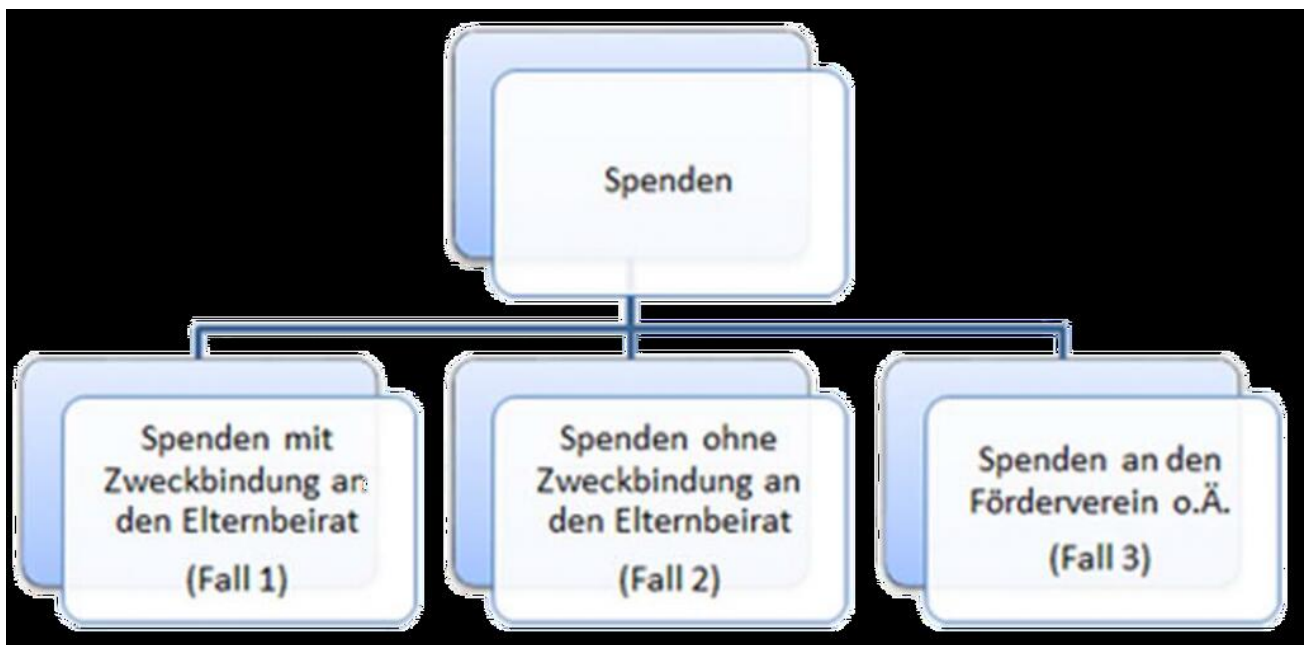 Spenden
Spenden mit
Zweckbindung an
den Elternbeirat
(Fall 1)
Spenden ohne
Zweckbindung an
den Elternbeirat
(Fall 2)
Spenden an den
Förderverein o.Ä.
(Fall 3)